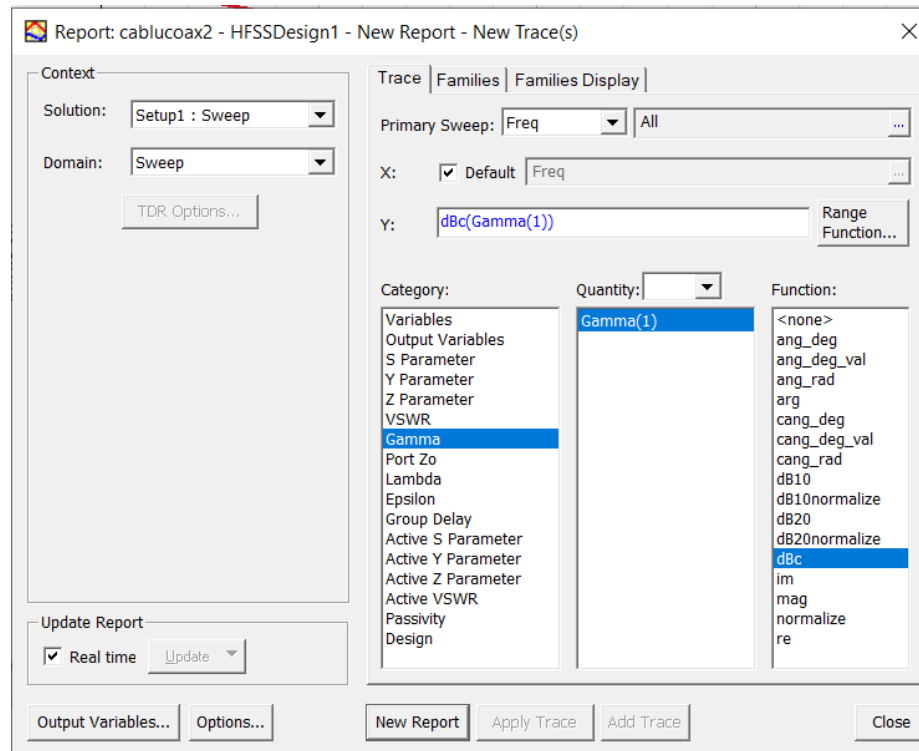 Report: cablucoax2 - HFSSDesign1 - New Report - New Trace(s)
Context
Solution: Setup1 : Sweep
Domain: Sweep
TDR Options...
Update Report
Real time Update
Output Variables... Options...
Trace Families Families Display
Primary Sweep: Freq All ...
X: Default Freq ...
Y: dBc(Gamma(1)) Range
Function...
Category:
Variables
Output Variables
S Parameter
Y Parameter
Z Parameter
VSWR
Gamma
Port Zo
Lambda
Epsilon
Group Delay
Active S Parameter
Active Y Parameter
Active Z Parameter
Active VSWR
Passivity
Design
Quantity:
Gamma(1)
Function:
<none>
ang_deg
ang_deg_val
ang_rad
arg
cang_deg
cang_deg_val
cang_rad
dB10
dB10normalize
dB20
dB20normalize
dBc
im
mag
normalize
re
New Report Apply Trace Add Trace Close